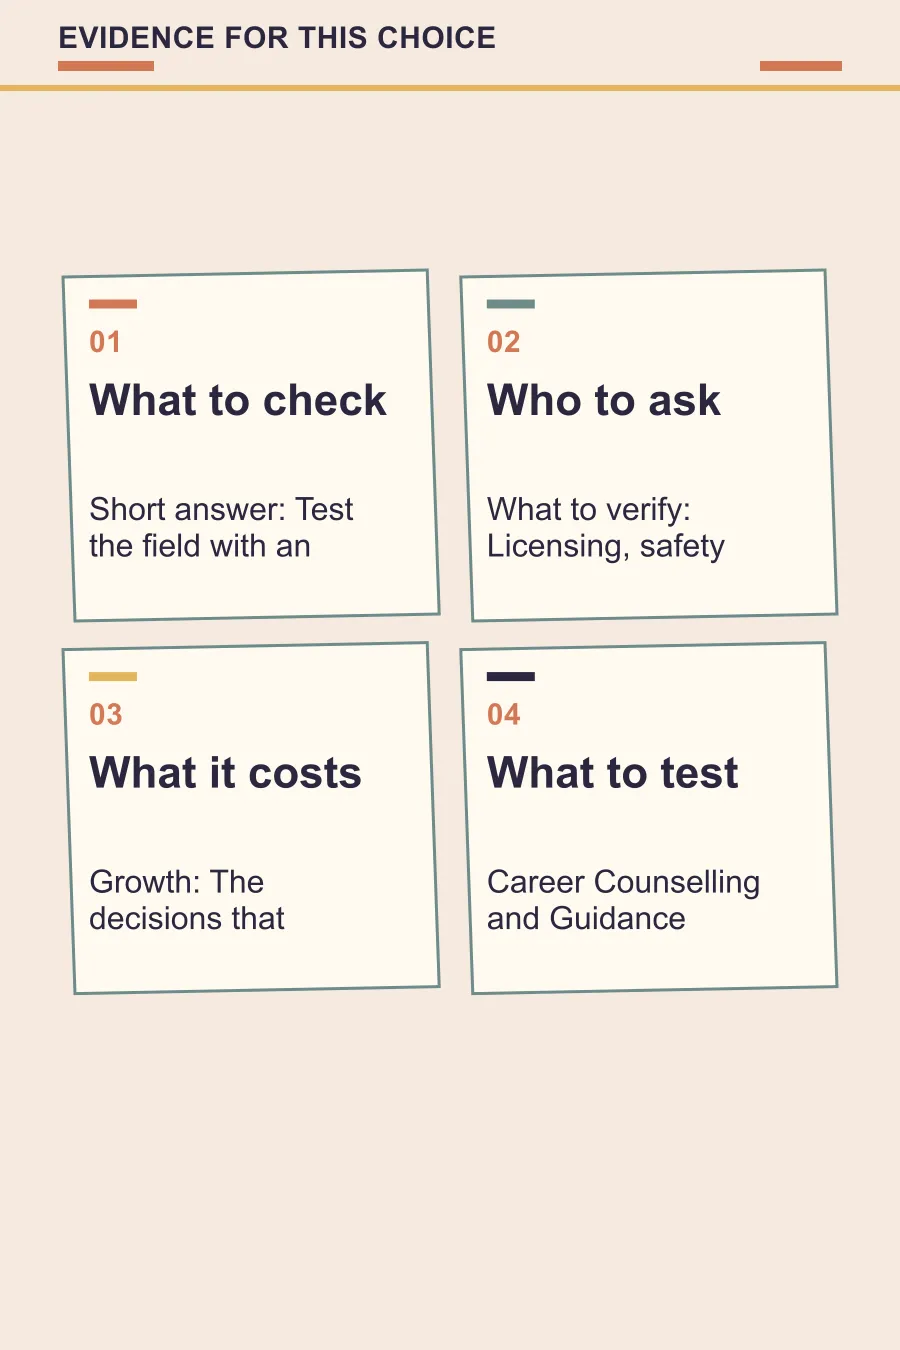 EVIDENCE FOR THIS CHOICE
01
What to check
Short answer: Test
the field with an
02
Who to ask
What to verify:
Licensing, safety
03
What it costs
Growth: The
decisions that
04
What to test
Career Counselling
and Guidance